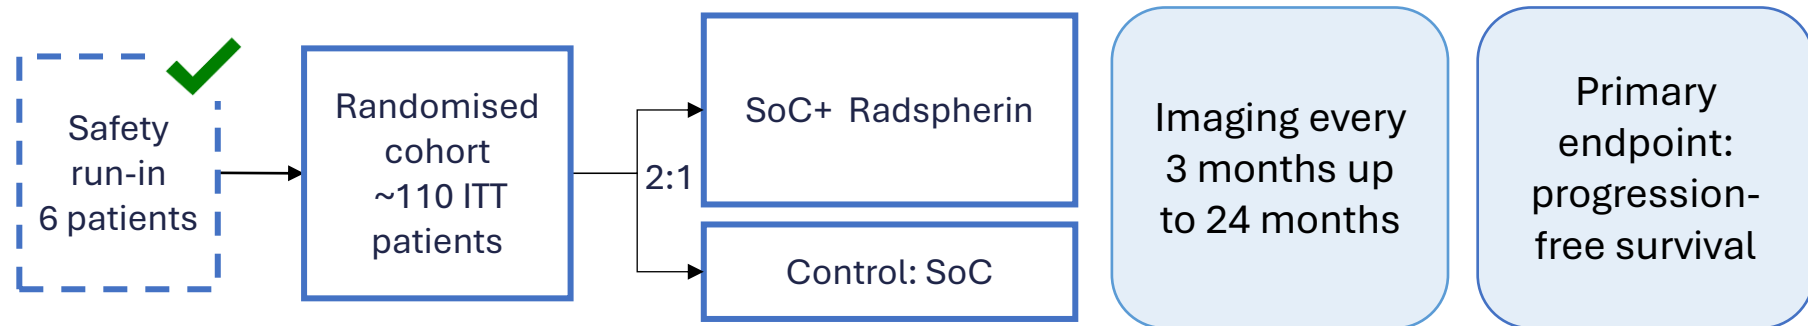 Safety
run-in
6 patients
Randomised
cohort
~110 ITT
patients
2:1
SoC+ Radspherin
Control: SoC
Imaging every
3 months up
to 24 months
Primary
endpoint:
progression-
free survival